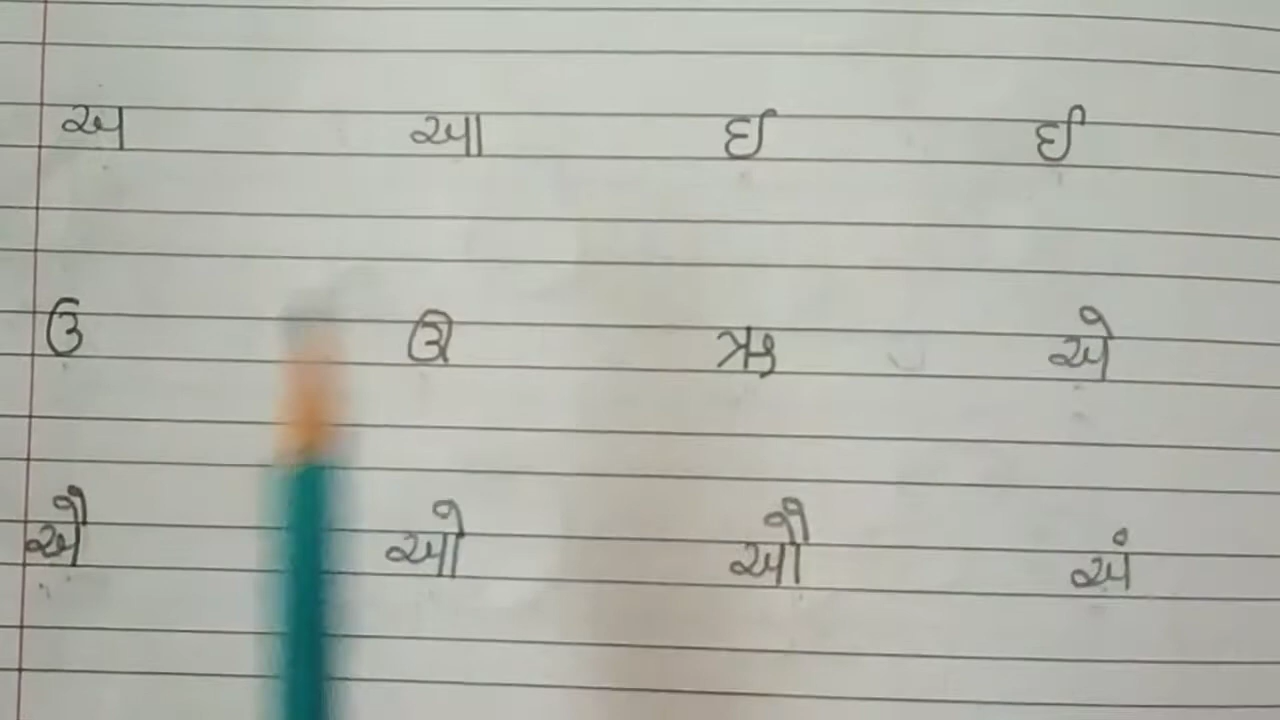 અ આ ઇ ઈ
ઉ ઊ ઋ એ
ઐ ઓ ઔ અં